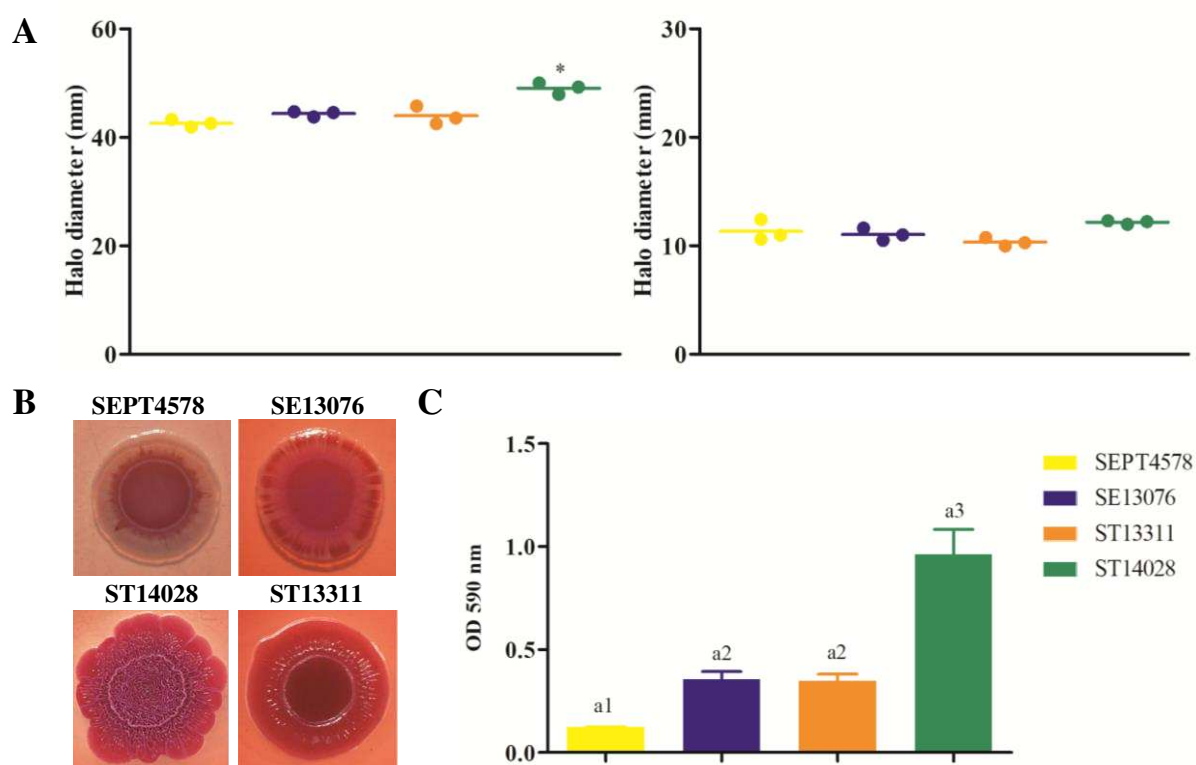 A
60
40
20
0
Halo diameter (mm)
*
30
20
10
0
Halo diameter (mm)
B
SEPT4578
SE13076
ST14028
ST13311
C
1.5
1.0
0.5
0.0
OD 590 nm
a1
a2
a2
a3
SEPT4578
SE13076
ST13311
ST14028